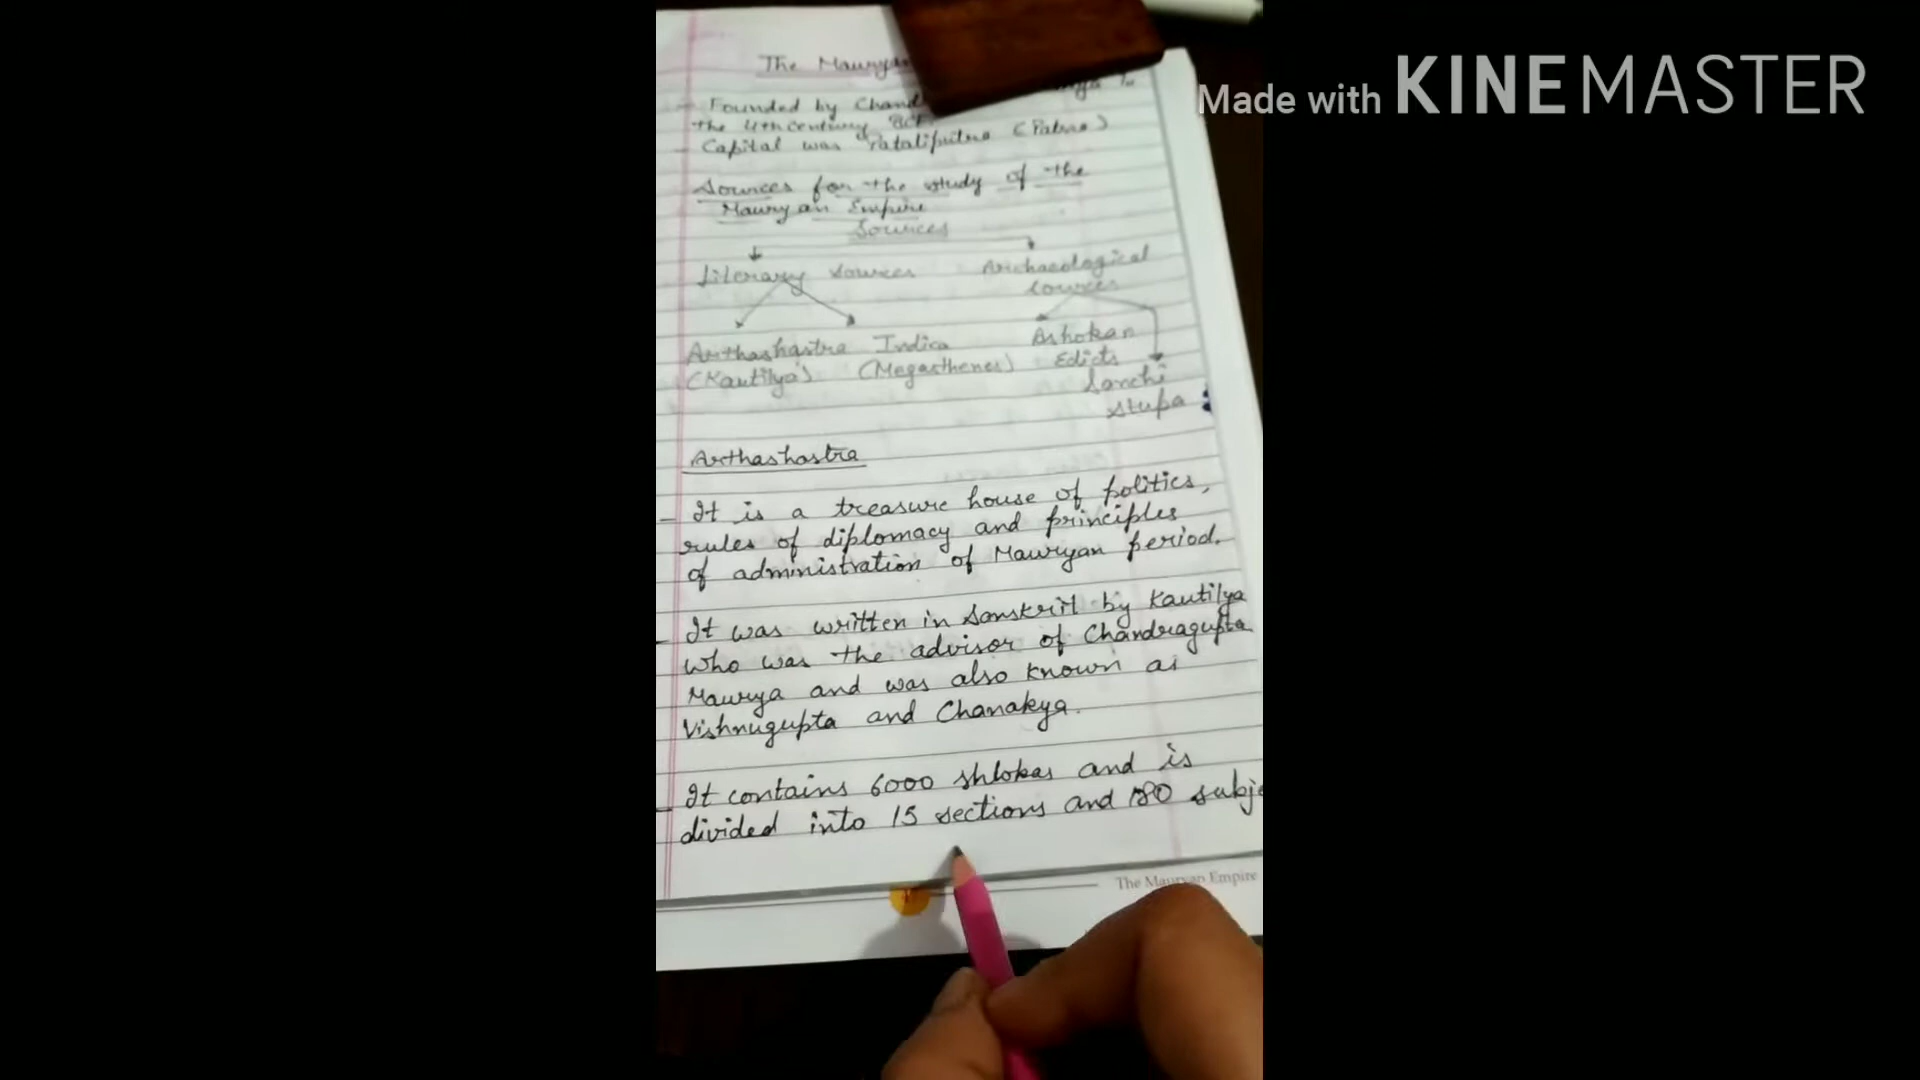 Made with KINEMASTER
The Mauryan
- Founded by Chand
the 4th century BCE.
- Capital was Pataliputra (Patna)
Sources for the study of the
Mauryan Empire
Sources
Literary sources Archaeological
sources
Arthashastra Indica Ashokan
(Kautilya) (Megasthenes) Edicts
Sanchi
stupa
Arthashastra
- It is a treasure house of politics,
rules of diplomacy and principles
of administration of Mauryan period.
- It was written in Sanskrit by Kautilya
who was the advisor of Chandragupta
Maurya and was also known as
Vishnugupta and Chanakya.
- It contains 6000 shlokas and is
divided into 15 sections and 180 subje
The Mauryan Empire